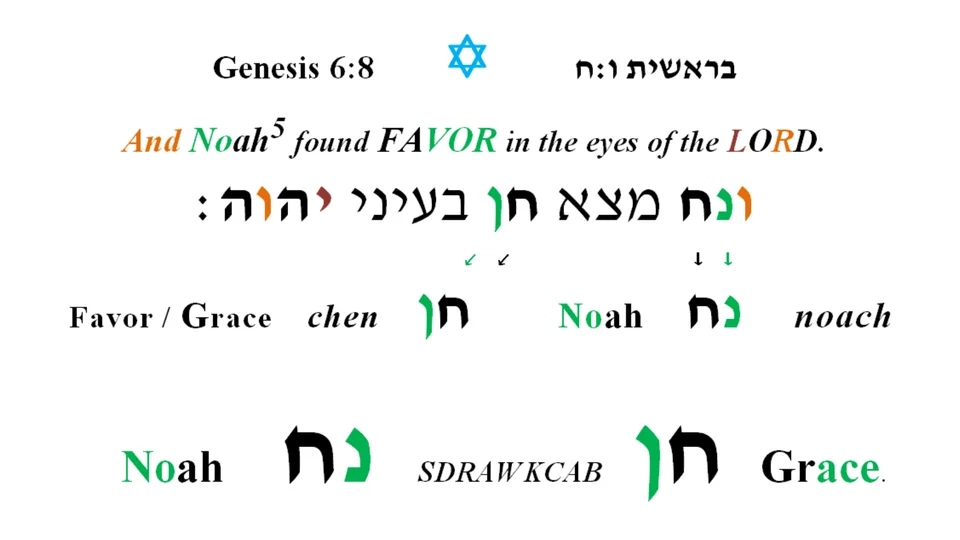 Genesis 6:8 בראשית ו:ח
And Noah5 found FAVOR in the eyes of the LORD.
ונח מצא חן בעיני יהוה :
Favor / Grace chen חן Noah נח noach
Noah נח SDRAWKCAB חן Grace.